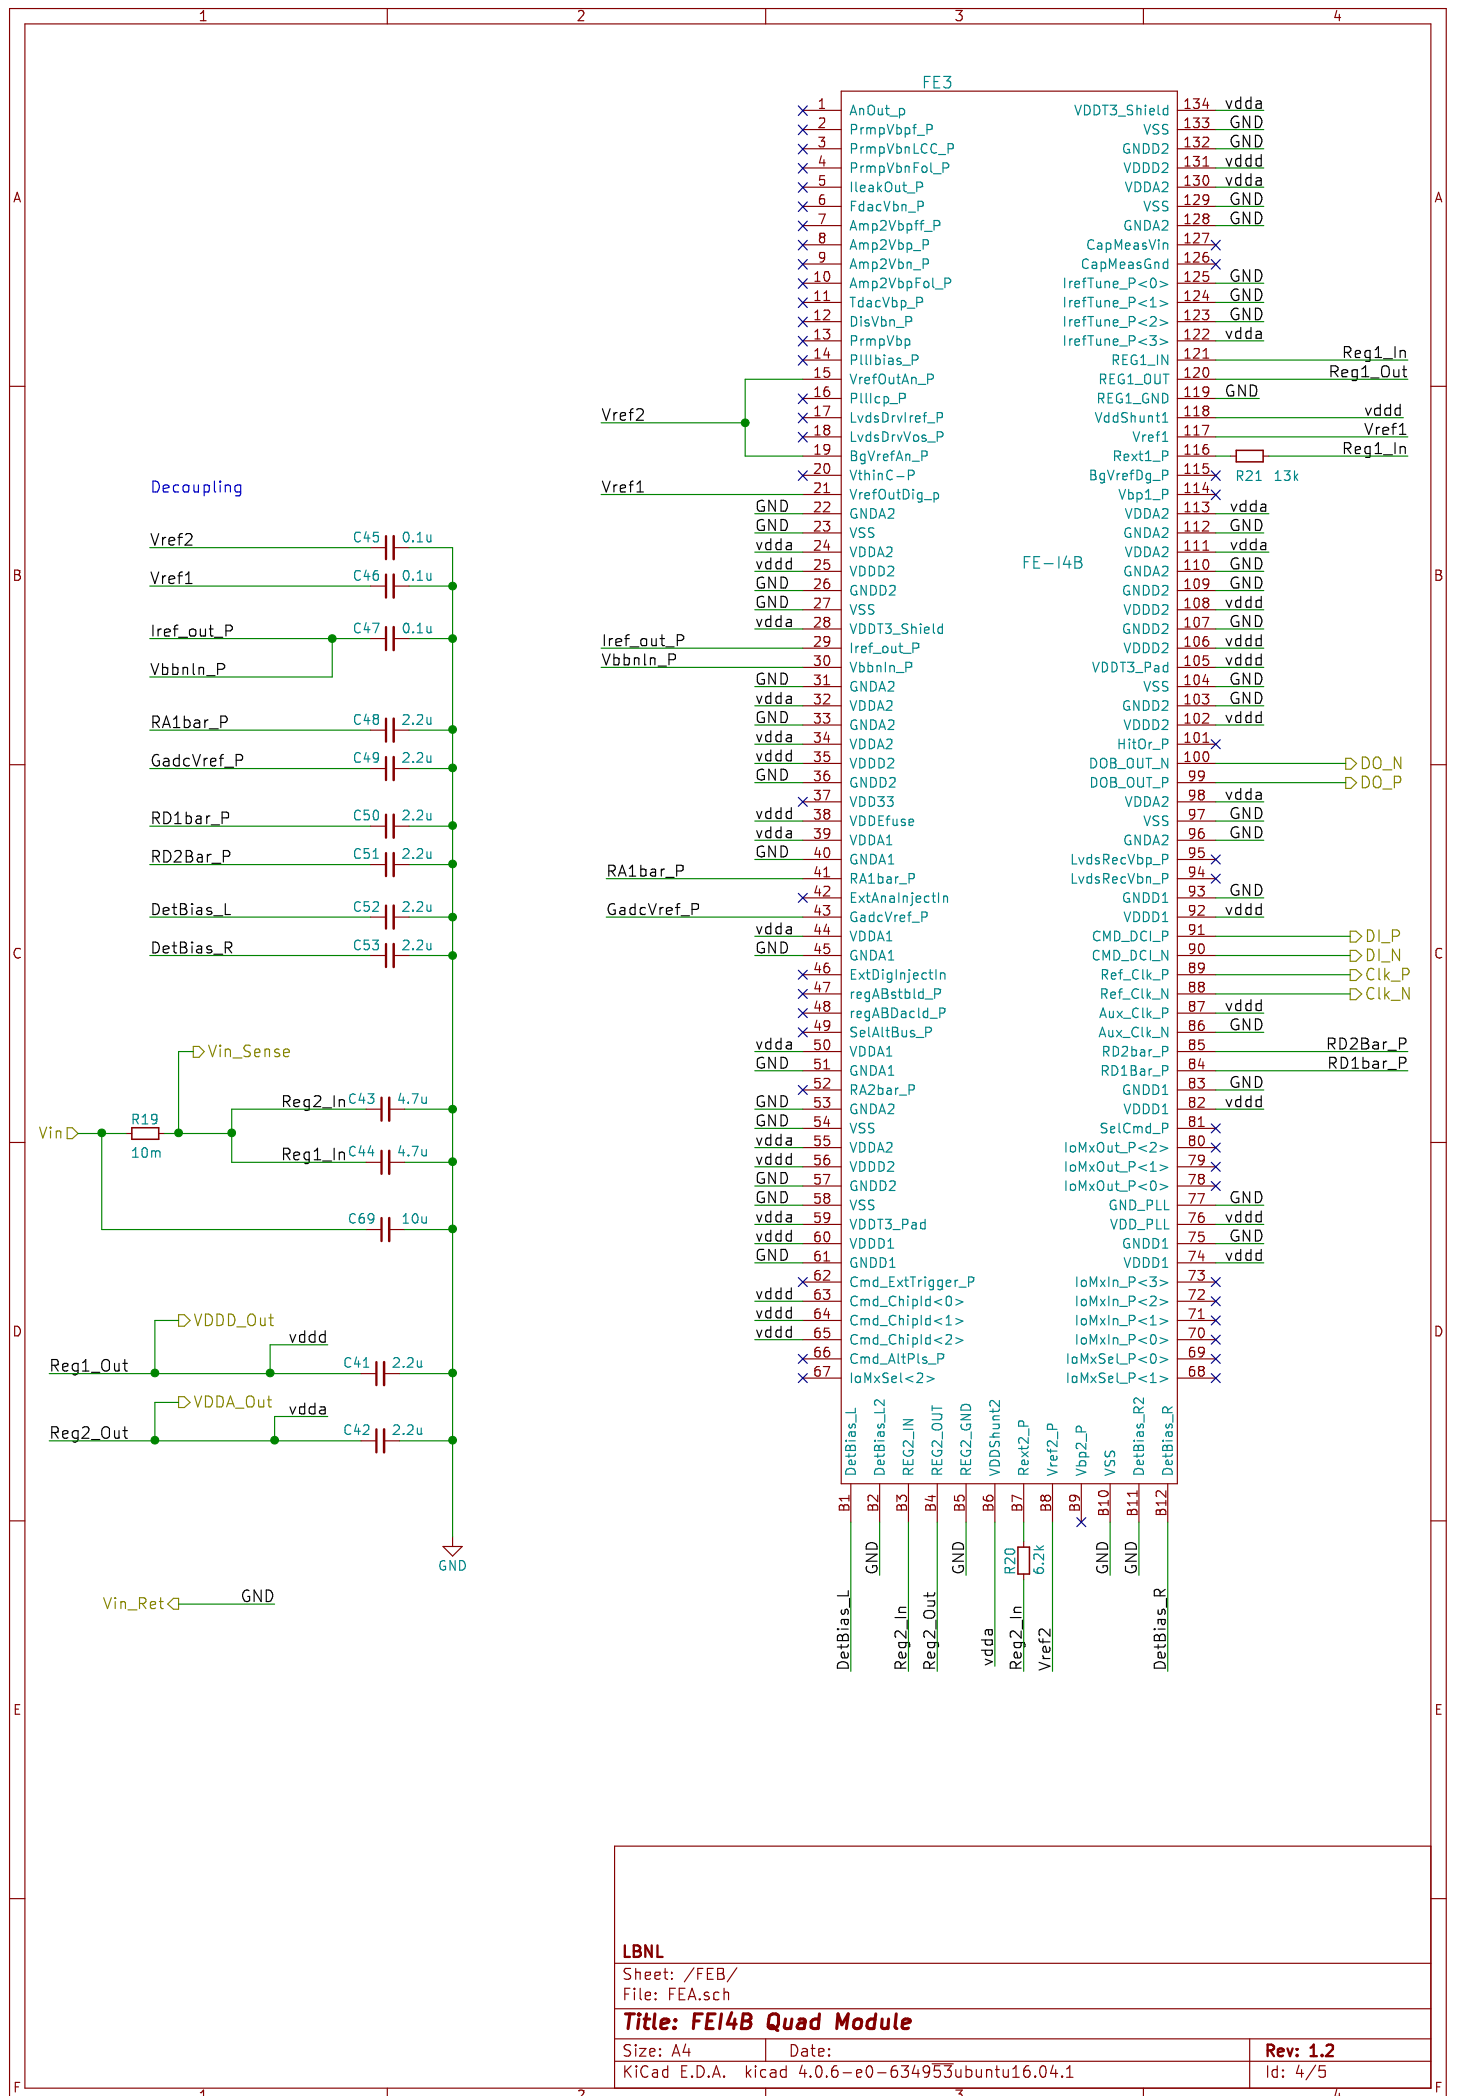 1 2 3 4
FE3
1 AnOut_p
2 PrmpVbpf_P
3 PrmpVbnLCC_P
4 PrmpVbnFol_P
5 IleakOut_P
6 FdacVbn_P
7 Amp2Vbpff_P
8 Amp2Vbp_P
9 Amp2Vbn_P
10 Amp2VbpFol_P
11 TdacVbp_P
12 DisVbn_P
13 PrmpVbp
14 PllIbias_P
15 VrefOutAn_P
16 PllIcp_P
Vref2
17 LvdsDrvIref_P
18 LvdsDrvVos_P
19 BgVrefAn_P
20 VthinC-P
Vref1 21 VrefOutDig_p
GND 22 GNDA2
GND 23 VSS
vdda 24 VDDA2
vddd 25 VDDD2
GND 26 GNDD2
GND 27 VSS
vdda 28 VDDT3_Shield
Iref_out_P 29 Iref_out_P
VbbnIn_P 30 VbbnIn_P
GND 31 GNDA2
vdda 32 VDDA2
GND 33 GNDA2
vdda 34 VDDA2
vddd 35 VDDD2
GND 36 GNDD2
37 VDD33
vddd 38 VDDEfuse
vdda 39 VDDA1
GND 40 GNDA1
RA1bar_P 41 RA1bar_P
42 ExtAnaInjectIn
GadcVref_P 43 GadcVref_P
vdda 44 VDDA1
GND 45 GNDA1
46 ExtDigInjectIn
47 regABstbld_P
48 regABDacld_P
49 SelAltBus_P
vdda 50 VDDA1
GND 51 GNDA1
52 RA2bar_P
GND 53 GNDA2
GND 54 VSS
vdda 55 VDDA2
vddd 56 VDDD2
GND 57 GNDD2
GND 58 VSS
vdda 59 VDDT3_Pad
vddd 60 VDDD1
GND 61 GNDD1
62 Cmd_ExtTrigger_P
vddd 63 Cmd_ChipId<0>
vddd 64 Cmd_ChipId<1>
vddd 65 Cmd_ChipId<2>
66 Cmd_AltPls_P
67 IoMxSel<2>
FE-I4B
VDDT3_Shield 134 vdda
VSS 133 GND
GNDD2 132 GND
VDDD2 131 vddd
VDDA2 130 vdda
VSS 129 GND
GNDA2 128 GND
CapMeasVin 127
CapMeasGnd 126
IrefTune_P<0> 125 GND
IrefTune_P<1> 124 GND
IrefTune_P<2> 123 GND
IrefTune_P<3> 122 vdda
REG1_IN 121 Reg1_In
REG1_OUT 120 Reg1_Out
REG1_GND 119 GND
VddShunt1 118 vddd
Vref1 117 Vref1
Rext1_P 116 Reg1_In
R21 13k
BgVrefDg_P 115
Vbp1_P 114
VDDA2 113 vdda
GNDA2 112 GND
VDDA2 111 vdda
GNDA2 110 GND
GNDD2 109 GND
VDDD2 108 vddd
GNDD2 107 GND
VDDD2 106 vddd
VDDT3_Pad 105 vddd
VSS 104 GND
GNDD2 103 GND
VDDD2 102 vddd
HitOr_P 101
DOB_OUT_N 100 DO_N
DOB_OUT_P 99 DO_P
VDDA2 98 vdda
VSS 97 GND
GNDA2 96 GND
LvdsRecVbp_P 95
LvdsRecVbn_P 94
GNDD1 93 GND
VDDD1 92 vddd
CMD_DCI_P 91 DI_P
CMD_DCI_N 90 DI_N
Ref_Clk_P 89 Clk_P
Ref_Clk_N 88 Clk_N
Aux_Clk_P 87 vddd
Aux_Clk_N 86 GND
RD2bar_P 85 RD2Bar_P
RD1Bar_P 84 RD1bar_P
GNDD1 83 GND
VDDD1 82 vddd
SelCmd_P 81
IoMxOut_P<2> 80
IoMxOut_P<1> 79
IoMxOut_P<0> 78
GND_PLL 77 GND
VDD_PLL 76 vddd
GNDD1 75 GND
VDDD1 74 vddd
IoMxIn_P<3> 73
IoMxIn_P<2> 72
IoMxIn_P<1> 71
IoMxIn_P<0> 70
IoMxSel_P<0> 69
IoMxSel_P<1> 68
DetBias_L B1 DetBias_L
DetBias_L2 B2 GND
REG2_IN B3 Reg2_In
REG2_OUT B4 Reg2_Out
REG2_GND B5 GND
VDDShunt2 B6 vdda
Rext2_P B7 R20 6.2k Reg2_In
Vref2_P B8 Vref2
Vbp2_P B9
VSS B10 GND
DetBias_R2 B11 GND
DetBias_R B12 DetBias_R
Decoupling
Vref2 C45 0.1u
Vref1 C46 0.1u
Iref_out_P C47 0.1u
VbbnIn_P
RA1bar_P C48 2.2u
GadcVref_P C49 2.2u
RD1bar_P C50 2.2u
RD2Bar_P C51 2.2u
DetBias_L C52 2.2u
DetBias_R C53 2.2u
Vin_Sense
Reg2_In C43 4.7u
Vin R19
10m
Reg1_In C44 4.7u
C69 10u
VDDD_Out
vddd
Reg1_Out C41 2.2u
VDDA_Out
vdda
Reg2_Out C42 2.2u
GND
Vin_Ret GND
A A
B B
C C
D D
E E
F F
LBNL
Sheet: /FEB/
File: FEA.sch
Title: FEI4B Quad Module
Size: A4 Date: Rev: 1.2
KiCad E.D.A. kicad 4.0.6-e0-634953ubuntu16.04.1 Id: 4/5
1 2 3 4